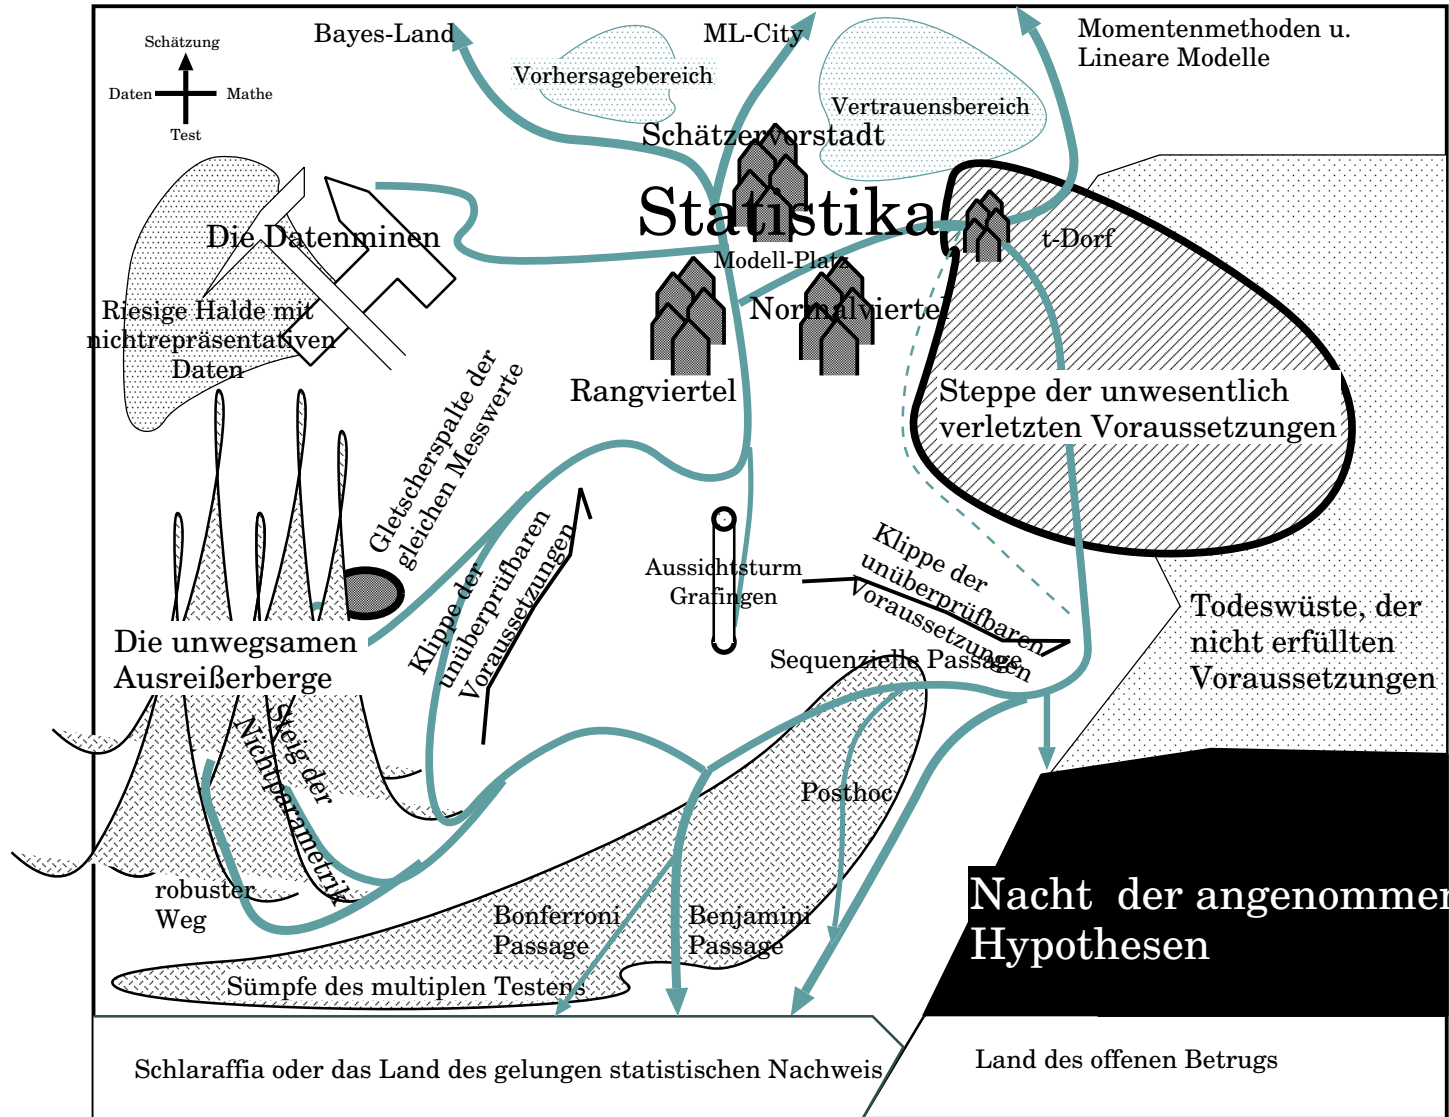 Bayes-Land
ML-City
Momentenmethoden u.
Lineare Modelle
Schätzung
Daten
Mathe
Test
Vorhersagebereich
Vertrauensbereich
Schätzervorstadt
Statistika
Die Datenminen
t-Dorf
Modell-Platz
Riesige Halde mit
nichtrepräsentativen
Daten
Normalviertel
Rangviertel
Steppe der unwesentlich
verletzten Voraussetzungen
Gletscherspalte der
gleichen Messwerte
Klippe der
unüberprüfbaren
Voraussetzungen
Aussichtsturm
Grafingen
Klippe der
unüberprüfbaren
Voraussetzungen
Todeswüste, der
nicht erfüllten
Voraussetzungen
Die unwegsamen
Ausreißerberge
Sequenzielle Passage
Steig der
Nichtparametrik
Posthoc
robuster
Weg
Bonferroni
Passage
Benjamini
Passage
Nacht der angenommen
Hypothesen
Sümpfe des multiplen Testens
Schlaraffia oder das Land des gelungen statistischen Nachweis
Land des offenen Betrugs